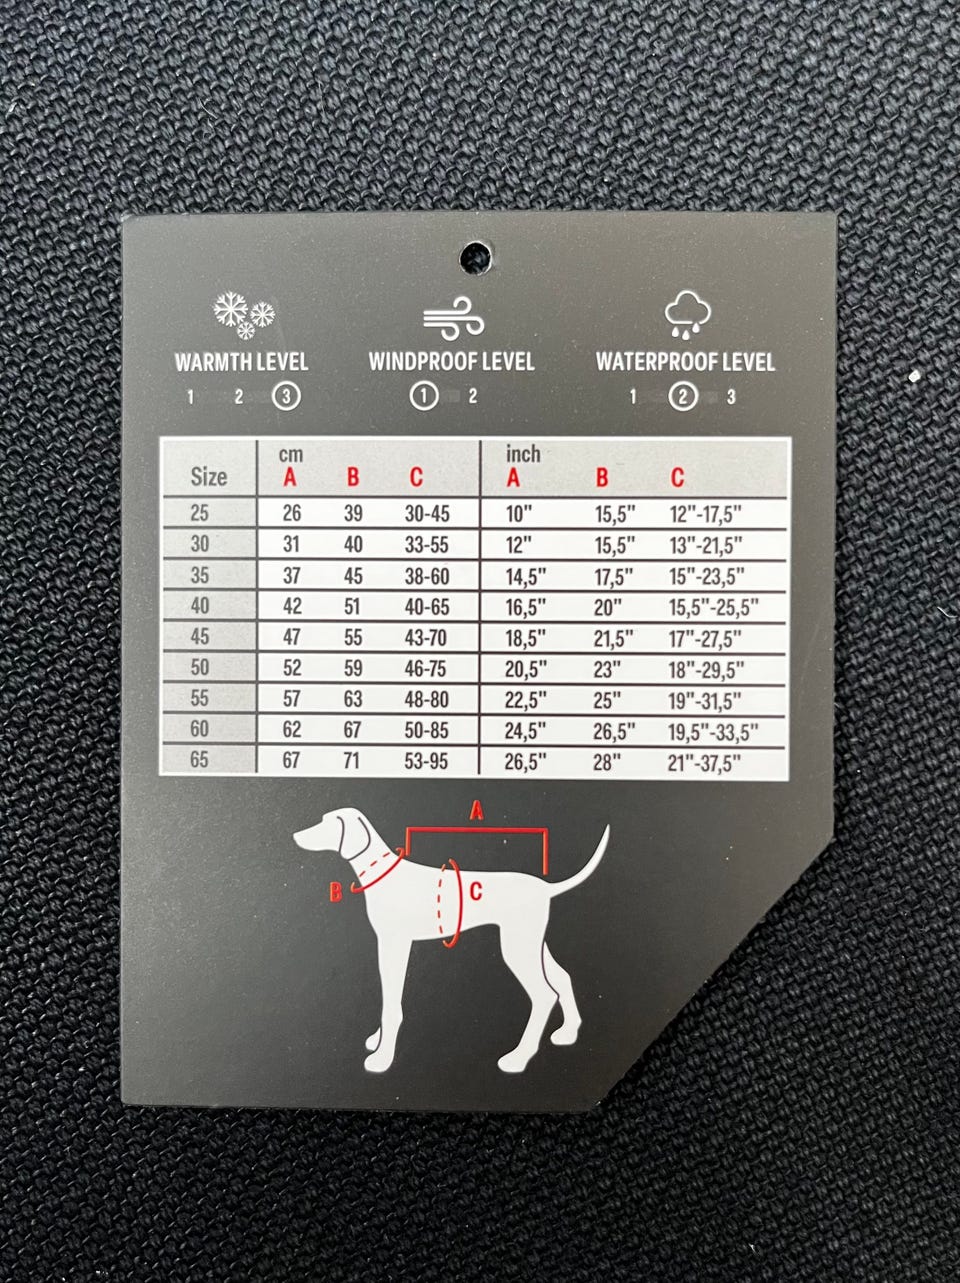 WARMTH LEVEL WINDPROOF LEVEL WATERPROOF LEVEL
1 2 3 1 2 1 2 3
cm inch
Size A B C A B C
25 26 39 30-45 10" 15,5" 12"-17,5"
30 31 40 33-55 12" 15,5" 13"-21,5"
35 37 45 38-60 14,5" 17,5" 15"-23,5"
40 42 51 40-65 16,5" 20" 15,5"-25,5"
45 47 55 43-70 18,5" 21,5" 17"-27,5"
50 52 59 46-75 20,5" 23" 18"-29,5"
55 57 63 48-80 22,5" 25" 19"-31,5"
60 62 67 50-85 24,5" 26,5" 19,5"-33,5"
65 67 71 53-95 26,5" 28" 21"-37,5"
A
B C